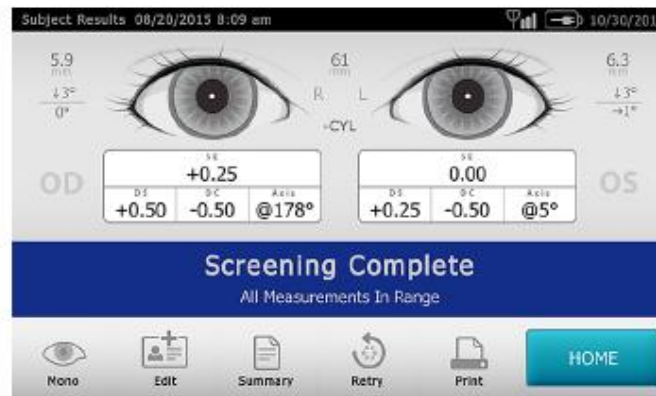 Subject Results 08/20/2015 8:09 am 10/30/201
5.9 61 6.3
mm mm mm
↓3° R L ↓3°
0° →1°
-CYL
OD OS
SE SE
+0.25 0.00
DS DC Axis DS DC Axis
+0.50 -0.50 @178° +0.25 -0.50 @5°
Screening Complete
All Measurements In Range
Mono Edit Summary Retry Print HOME